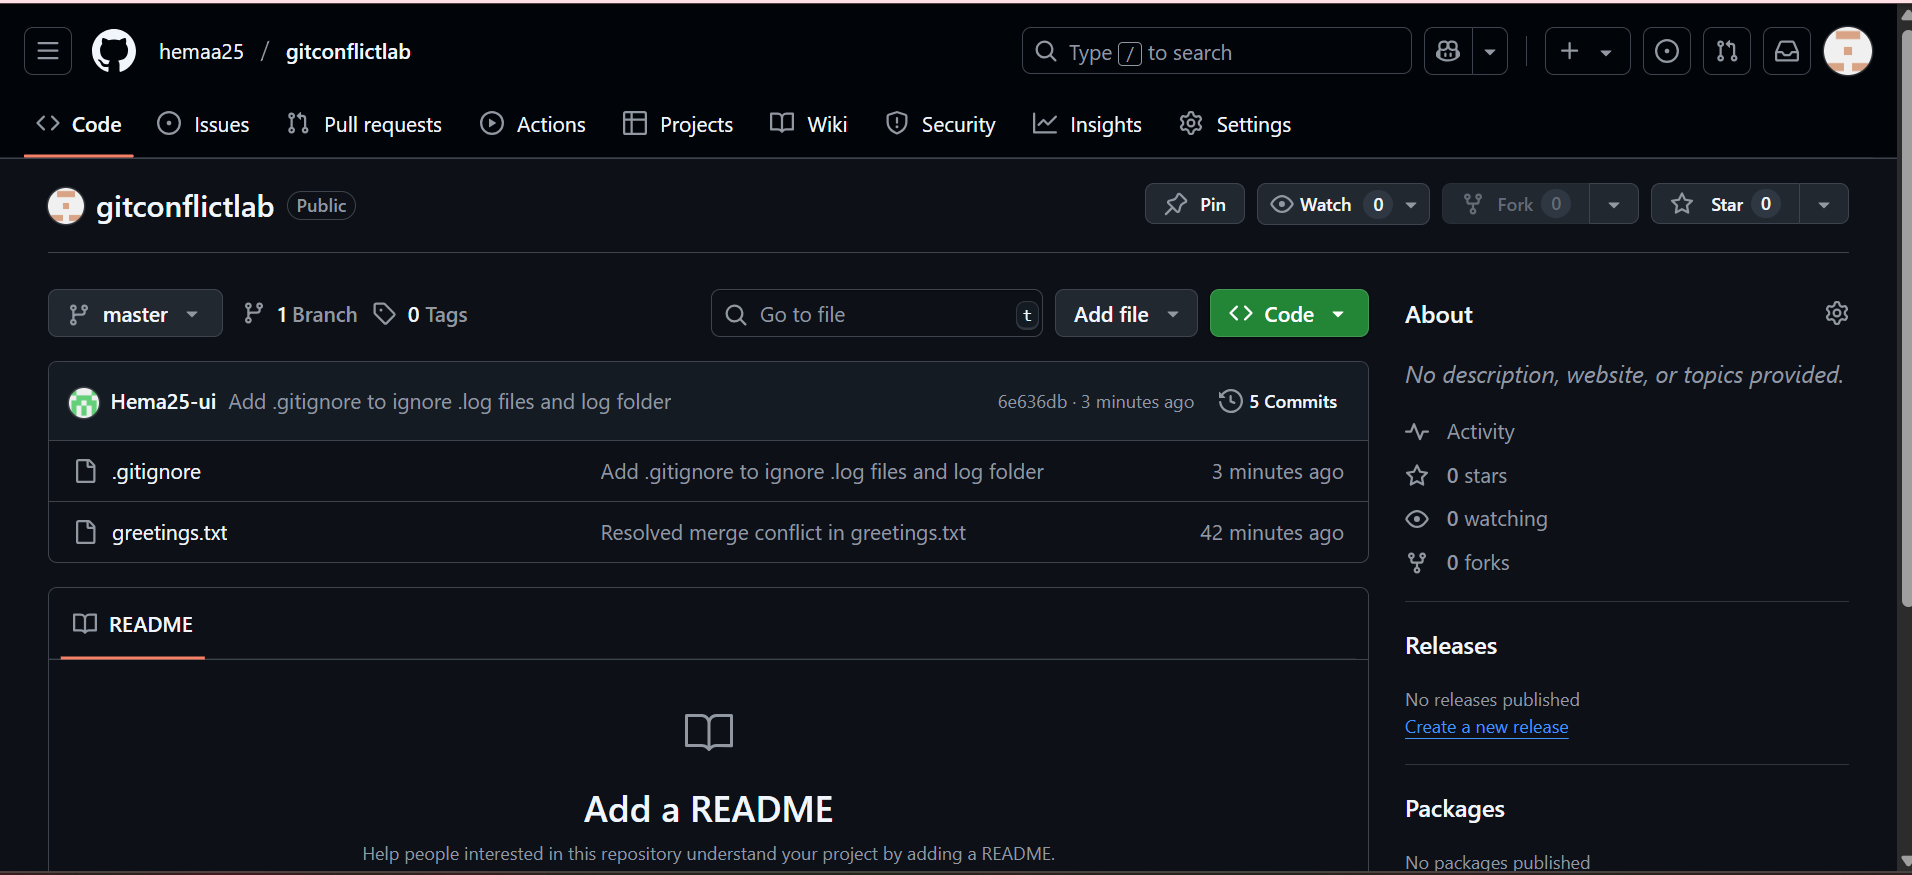 hemaa25 / gitconflictlab
Type / to search
Code
Issues
Pull requests
Actions
Projects
Wiki
Security
Insights
Settings
gitconflictlab
Public
Pin
Watch 0
Fork 0
Star 0
master
1 Branch
0 Tags
Go to file
t
Add file
Code
Hema25-ui Add .gitignore to ignore .log files and log folder
6e636db · 3 minutes ago
5 Commits
.gitignore
Add .gitignore to ignore .log files and log folder
3 minutes ago
greetings.txt
Resolved merge conflict in greetings.txt
42 minutes ago
README
Add a README
Help people interested in this repository understand your project by adding a README.
About
No description, website, or topics provided.
Activity
0 stars
0 watching
0 forks
Releases
No releases published
Create a new release
Packages
No packages published